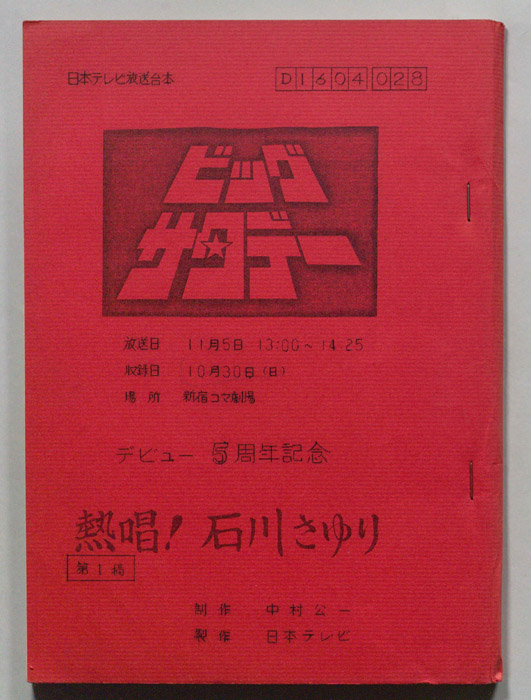 日本テレビ放送台本
D1604028
ビッグ
サタデー
放送日 11月5日 13:00〜14:25
収録日 10月30日(日)
場所 新宿コマ劇場
デビュー 5周年記念
熱唱! 石川さゆり
第1稿
制作 中村公一
製作 日本テレビ